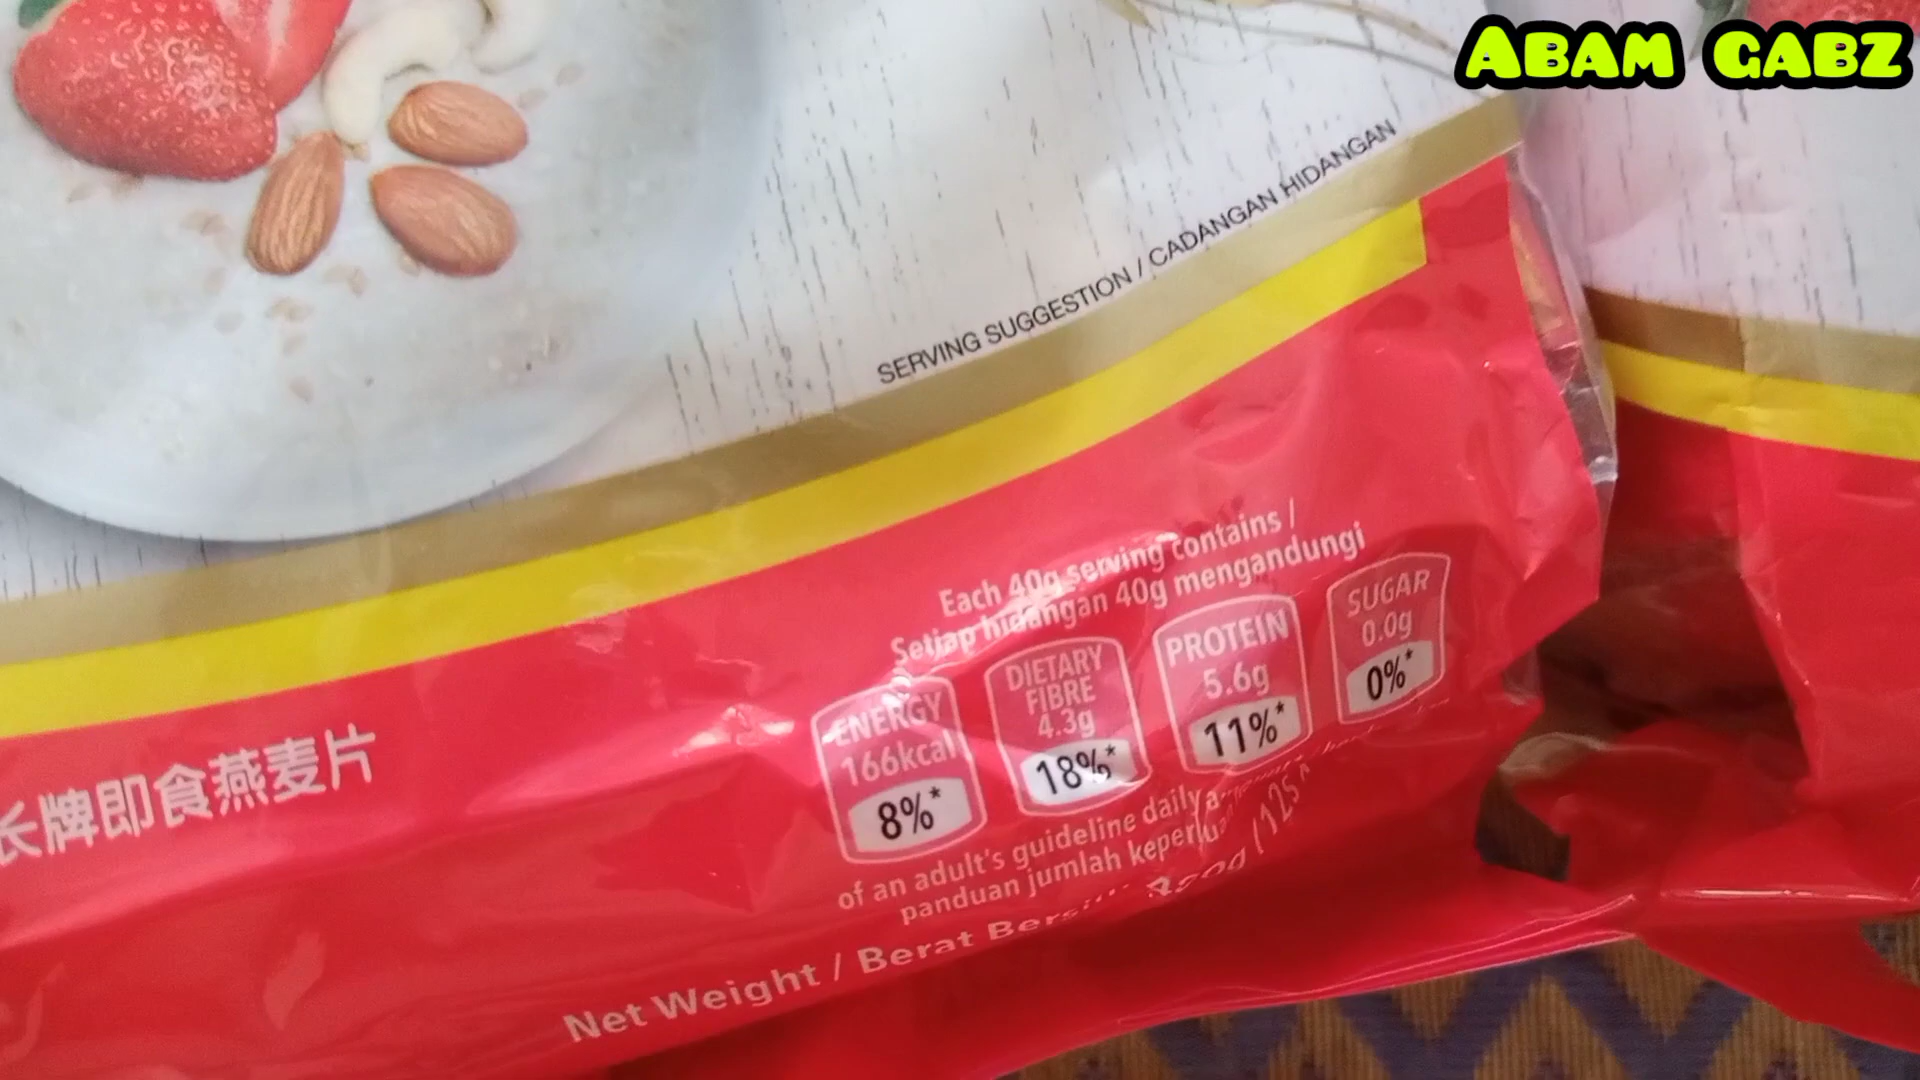 ABAM GABZ
SERVING SUGGESTION / CADANGAN HIDANGAN
Each 40g serving contains /
Setiap hidangan 40g mengandungi
ENERGY
166kcal
8%*
DIETARY
FIBRE
4.3g
18%*
PROTEIN
5.6g
11%*
SUGAR
0.0g
0%*
of an adult's guideline daily
panduan jumlah
长牌即食燕麦片
Net Weight / Berat